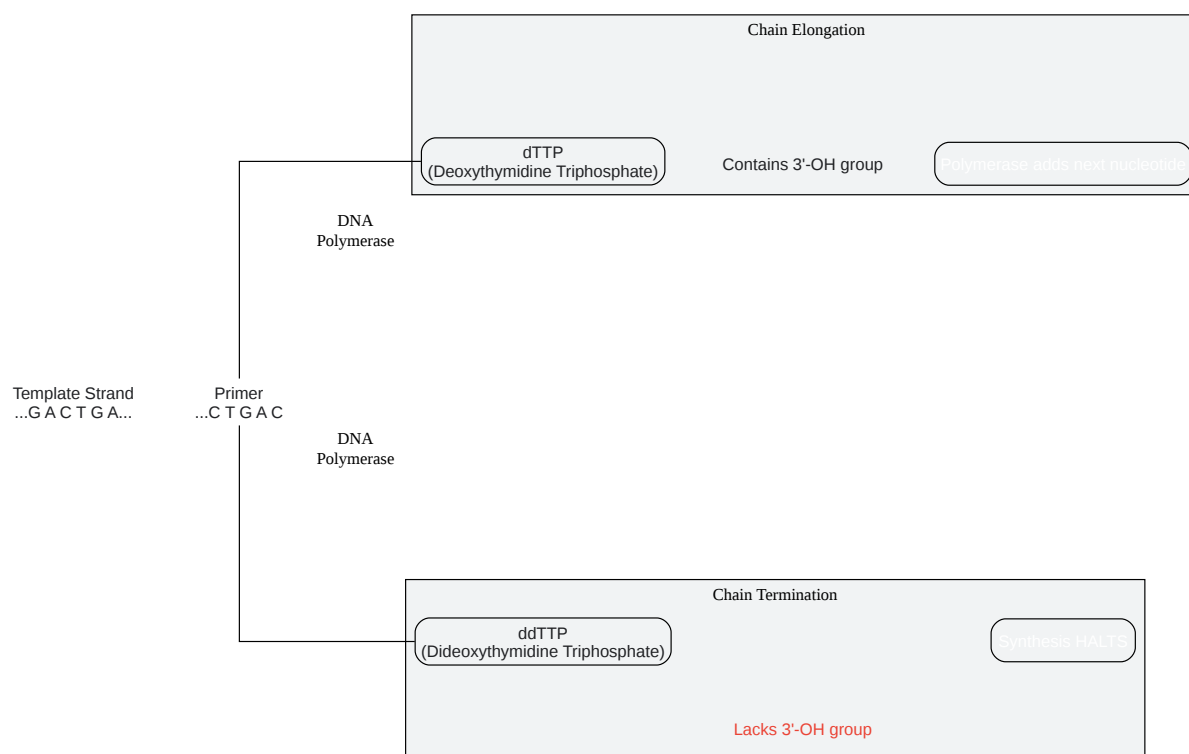 Chain Elongation
dTTP
(Deoxythymidine Triphosphate)
Contains 3'-OH group
Polymerase adds next nucleotide
DNA
Polymerase
Template Strand
...G A C T G A...
Primer
...C T G A C
DNA
Polymerase
Chain Termination
ddTTP
(Dideoxythymidine Triphosphate)
Synthesis HALTS
Lacks 3'-OH group